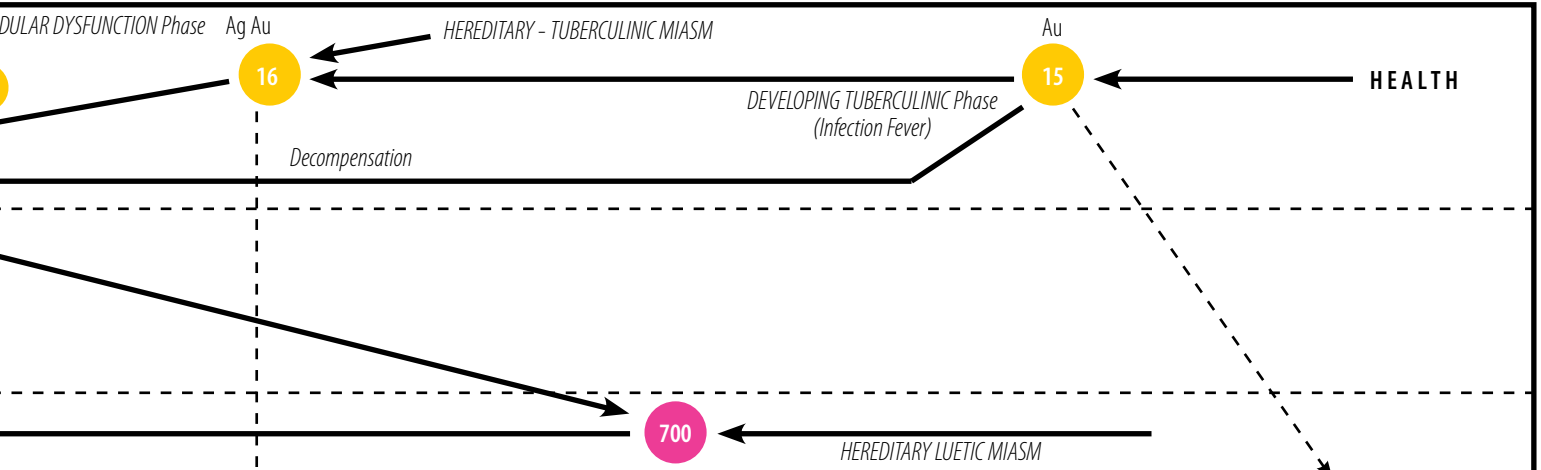 DULAR DYSFUNCTION Phase
Ag Au
HEREDITARY – TUBERCULINIC MIASM
Au
16
15
HEALTH
DEVELOPING TUBERCULINIC Phase
(Infection Fever)
Decompensation
700
HEREDITARY LUETIC MIASM